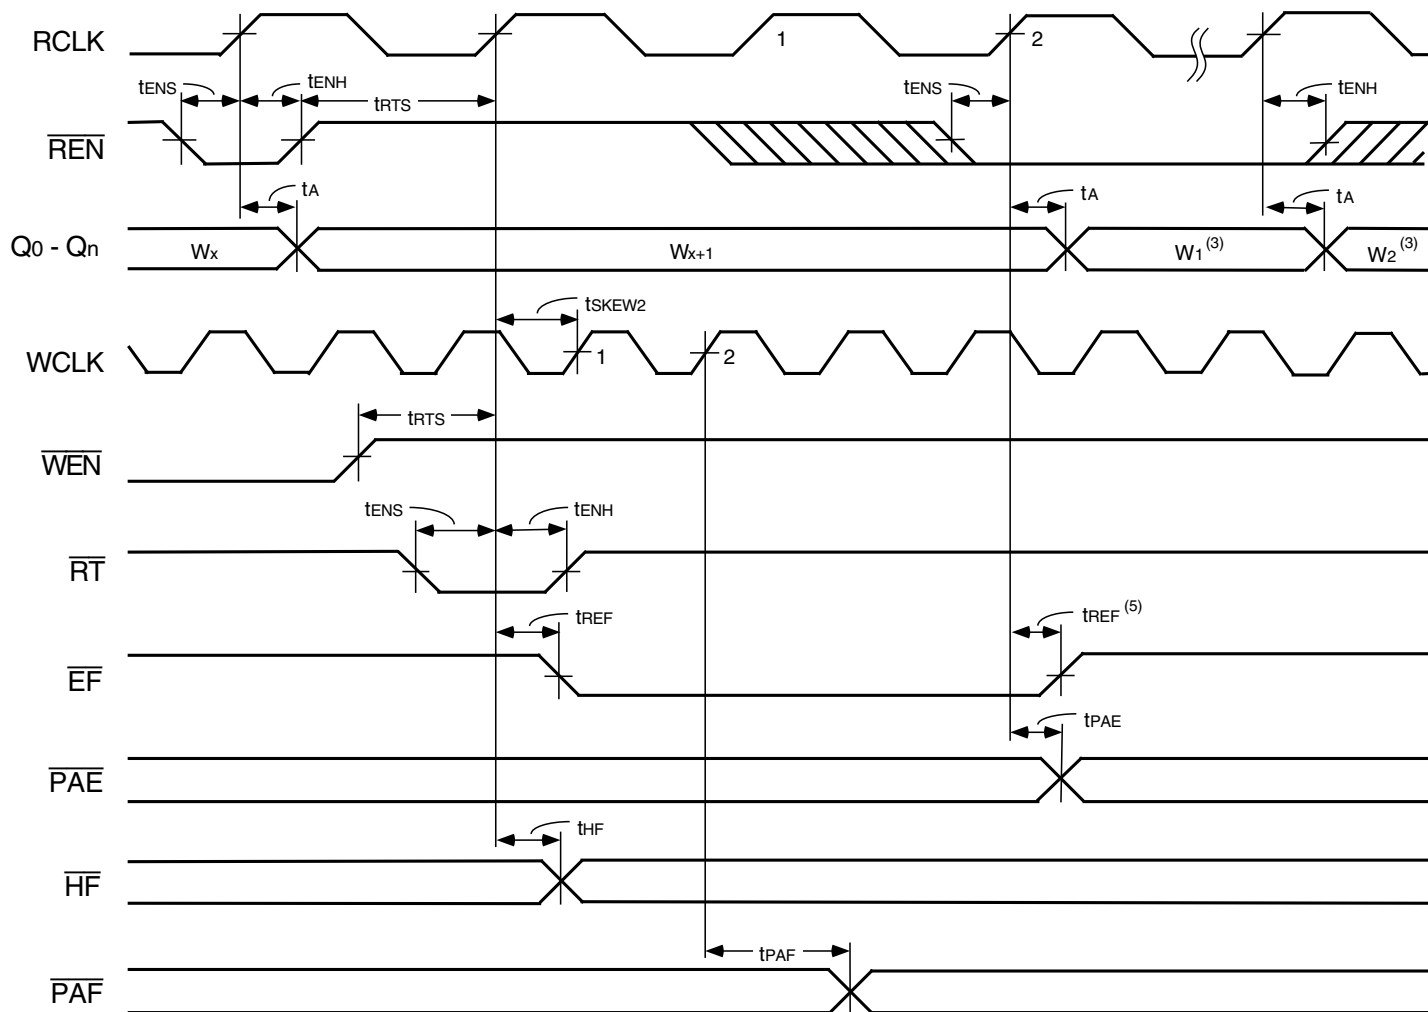 RCLK 1 2
tENS tENH tRTS tENS tENH
REN
tA tA tA
Q0 - Qn Wx Wx+1 W1(3) W2(3)
tSKEW2
WCLK 1 2
tRTS
WEN
tENS tENH
RT
tREF tREF(5)
EF
tPAE
PAE
tHF
HF
tPAF
PAF